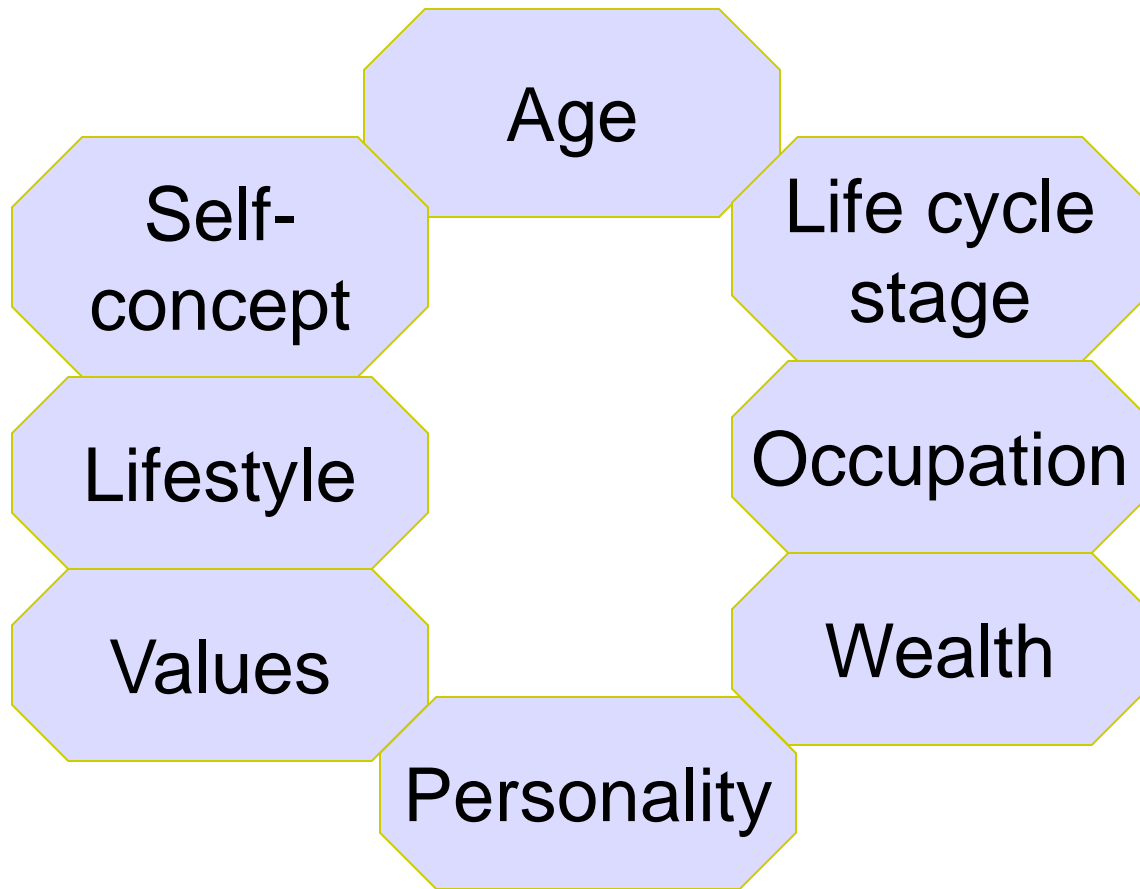 Age
Self-
concept
Life cycle
stage
Lifestyle
Occupation
Values
Wealth
Personality